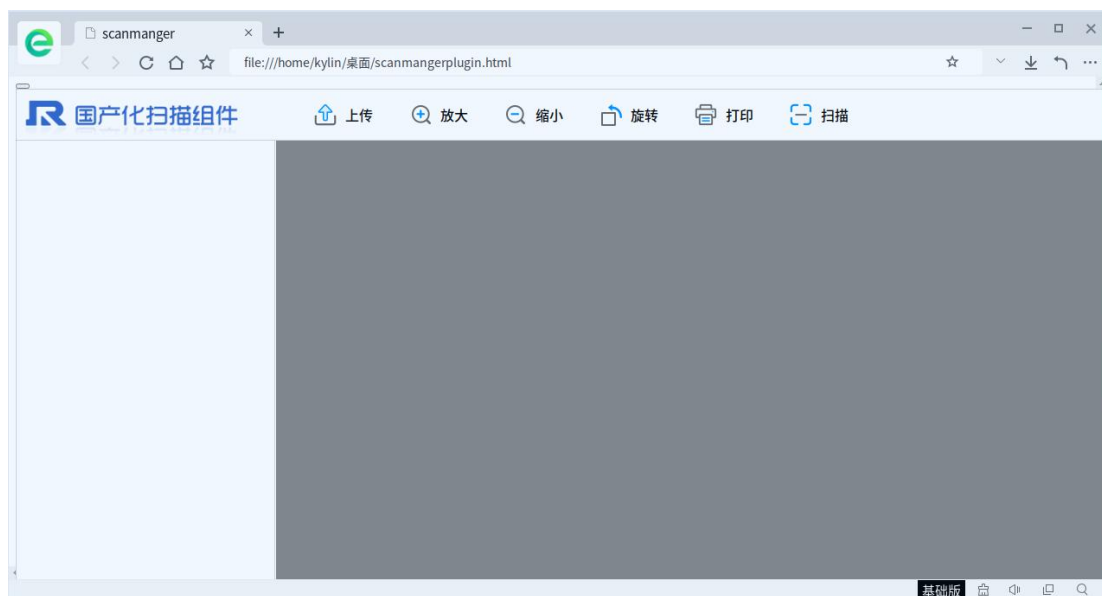 scanmanger
file:///home/kylin/桌面/scanmangerplugin.html
国产化扫描组件 上传 放大 缩小 旋转 打印 扫描
基础版